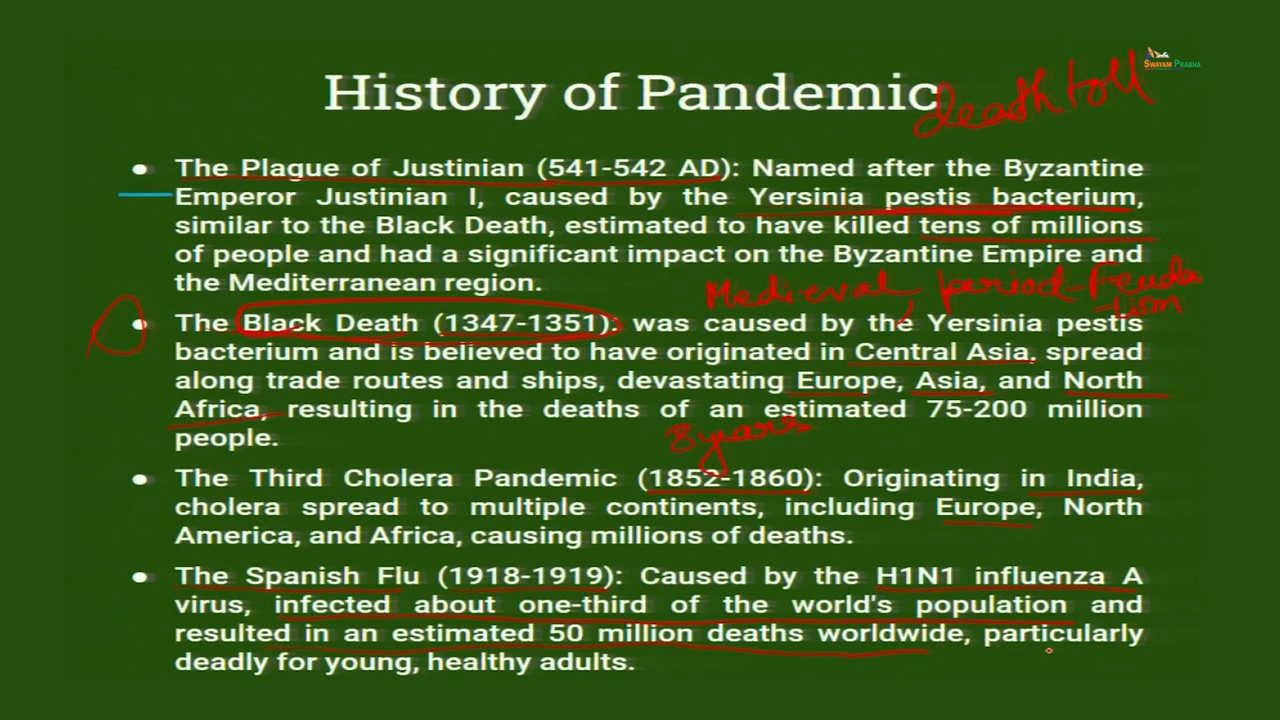 SWAYAM PRABHA
History of Pandemic
death toll
• The Plague of Justinian (541-542 AD): Named after the Byzantine
Emperor Justinian I, caused by the Yersinia pestis bacterium,
similar to the Black Death, estimated to have killed tens of millions
of people and had a significant impact on the Byzantine Empire and
the Mediterranean region.
Medieval, period - Feuda
-lism
• The Black Death (1347-1351): was caused by the Yersinia pestis
bacterium and is believed to have originated in Central Asia, spread
along trade routes and ships, devastating Europe, Asia, and North
Africa, resulting in the deaths of an estimated 75-200 million
people.
8 years
• The Third Cholera Pandemic (1852-1860): Originating in India,
cholera spread to multiple continents, including Europe, North
America, and Africa, causing millions of deaths.
• The Spanish Flu (1918-1919): Caused by the H1N1 influenza A
virus, infected about one-third of the world's population and
resulted in an estimated 50 million deaths worldwide, particularly
deadly for young, healthy adults.